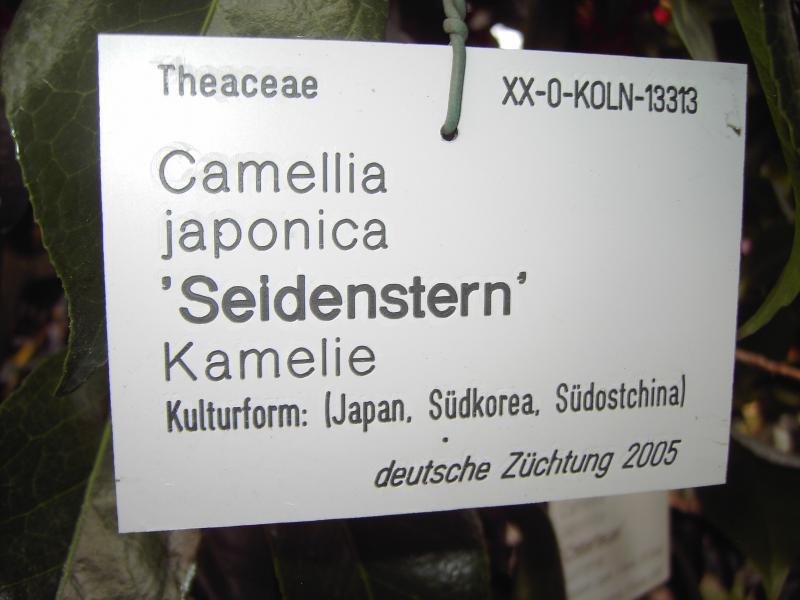 Theaceae XX-0-KOLN-13313
Camellia
japonica
'Seidenstern'
Kamelie
Kulturform: (Japan, Südkorea, Südostchina)
deutsche Züchtung 2005